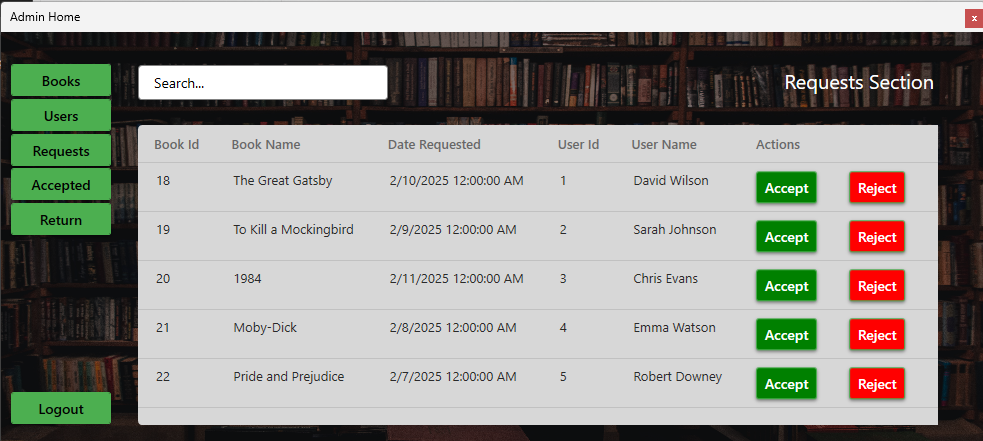 Admin Home
x
Books
Users
Requests
Accepted
Return
Logout
Search...
Requests Section
Book Id Book Name Date Requested User Id User Name Actions
18 The Great Gatsby 2/10/2025 12:00:00 AM 1 David Wilson Accept Reject
19 To Kill a Mockingbird 2/9/2025 12:00:00 AM 2 Sarah Johnson Accept Reject
20 1984 2/11/2025 12:00:00 AM 3 Chris Evans Accept Reject
21 Moby-Dick 2/8/2025 12:00:00 AM 4 Emma Watson Accept Reject
22 Pride and Prejudice 2/7/2025 12:00:00 AM 5 Robert Downey Accept Reject